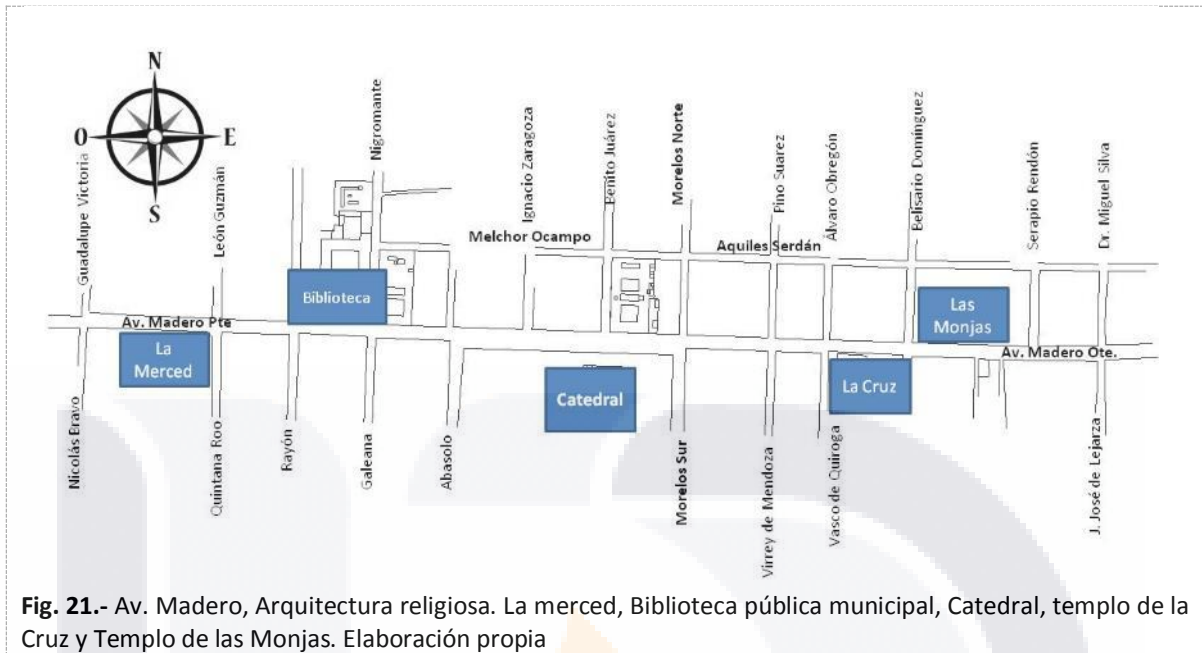 N
O
E
S
Guadalupe Victoria
León Guzmán
Nigromante
Ignacio Zaragoza
Benito Juárez
Morelos Norte
Pino Suarez
Álvaro Obregón
Belisario Domínguez
Serapio Rendón
Dr. Miguel Silva
Melchor Ocampo
Aquiles Serdán
Biblioteca
Las
Monjas
Av. Madero Pte
La
Merced
Av. Madero Ote.
Catedral
La Cruz
Nicolás Bravo
Quintana Roo
Rayón
Galeana
Abasolo
Morelos Sur
Virrey de Mendoza
Vasco de Quiroga
J. José de Lejarza
Fig. 21.- Av. Madero, Arquitectura religiosa. La merced, Biblioteca pública municipal, Catedral, templo de la
Cruz y Templo de las Monjas. Elaboración propia